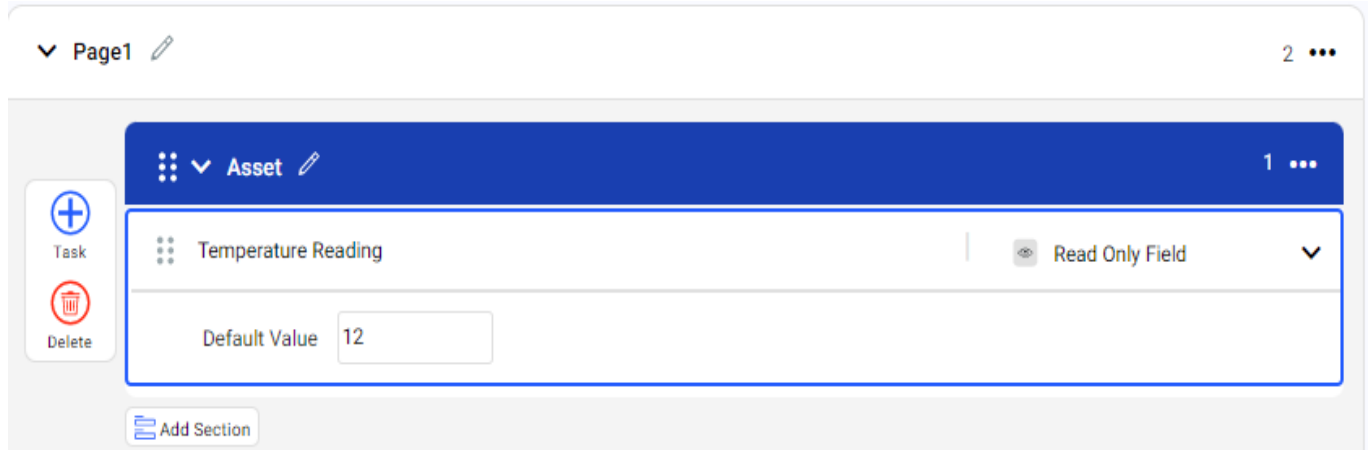 Page1 2
Asset 1
Task
Temperature Reading Read Only Field
Delete
Default Value 12
Add Section